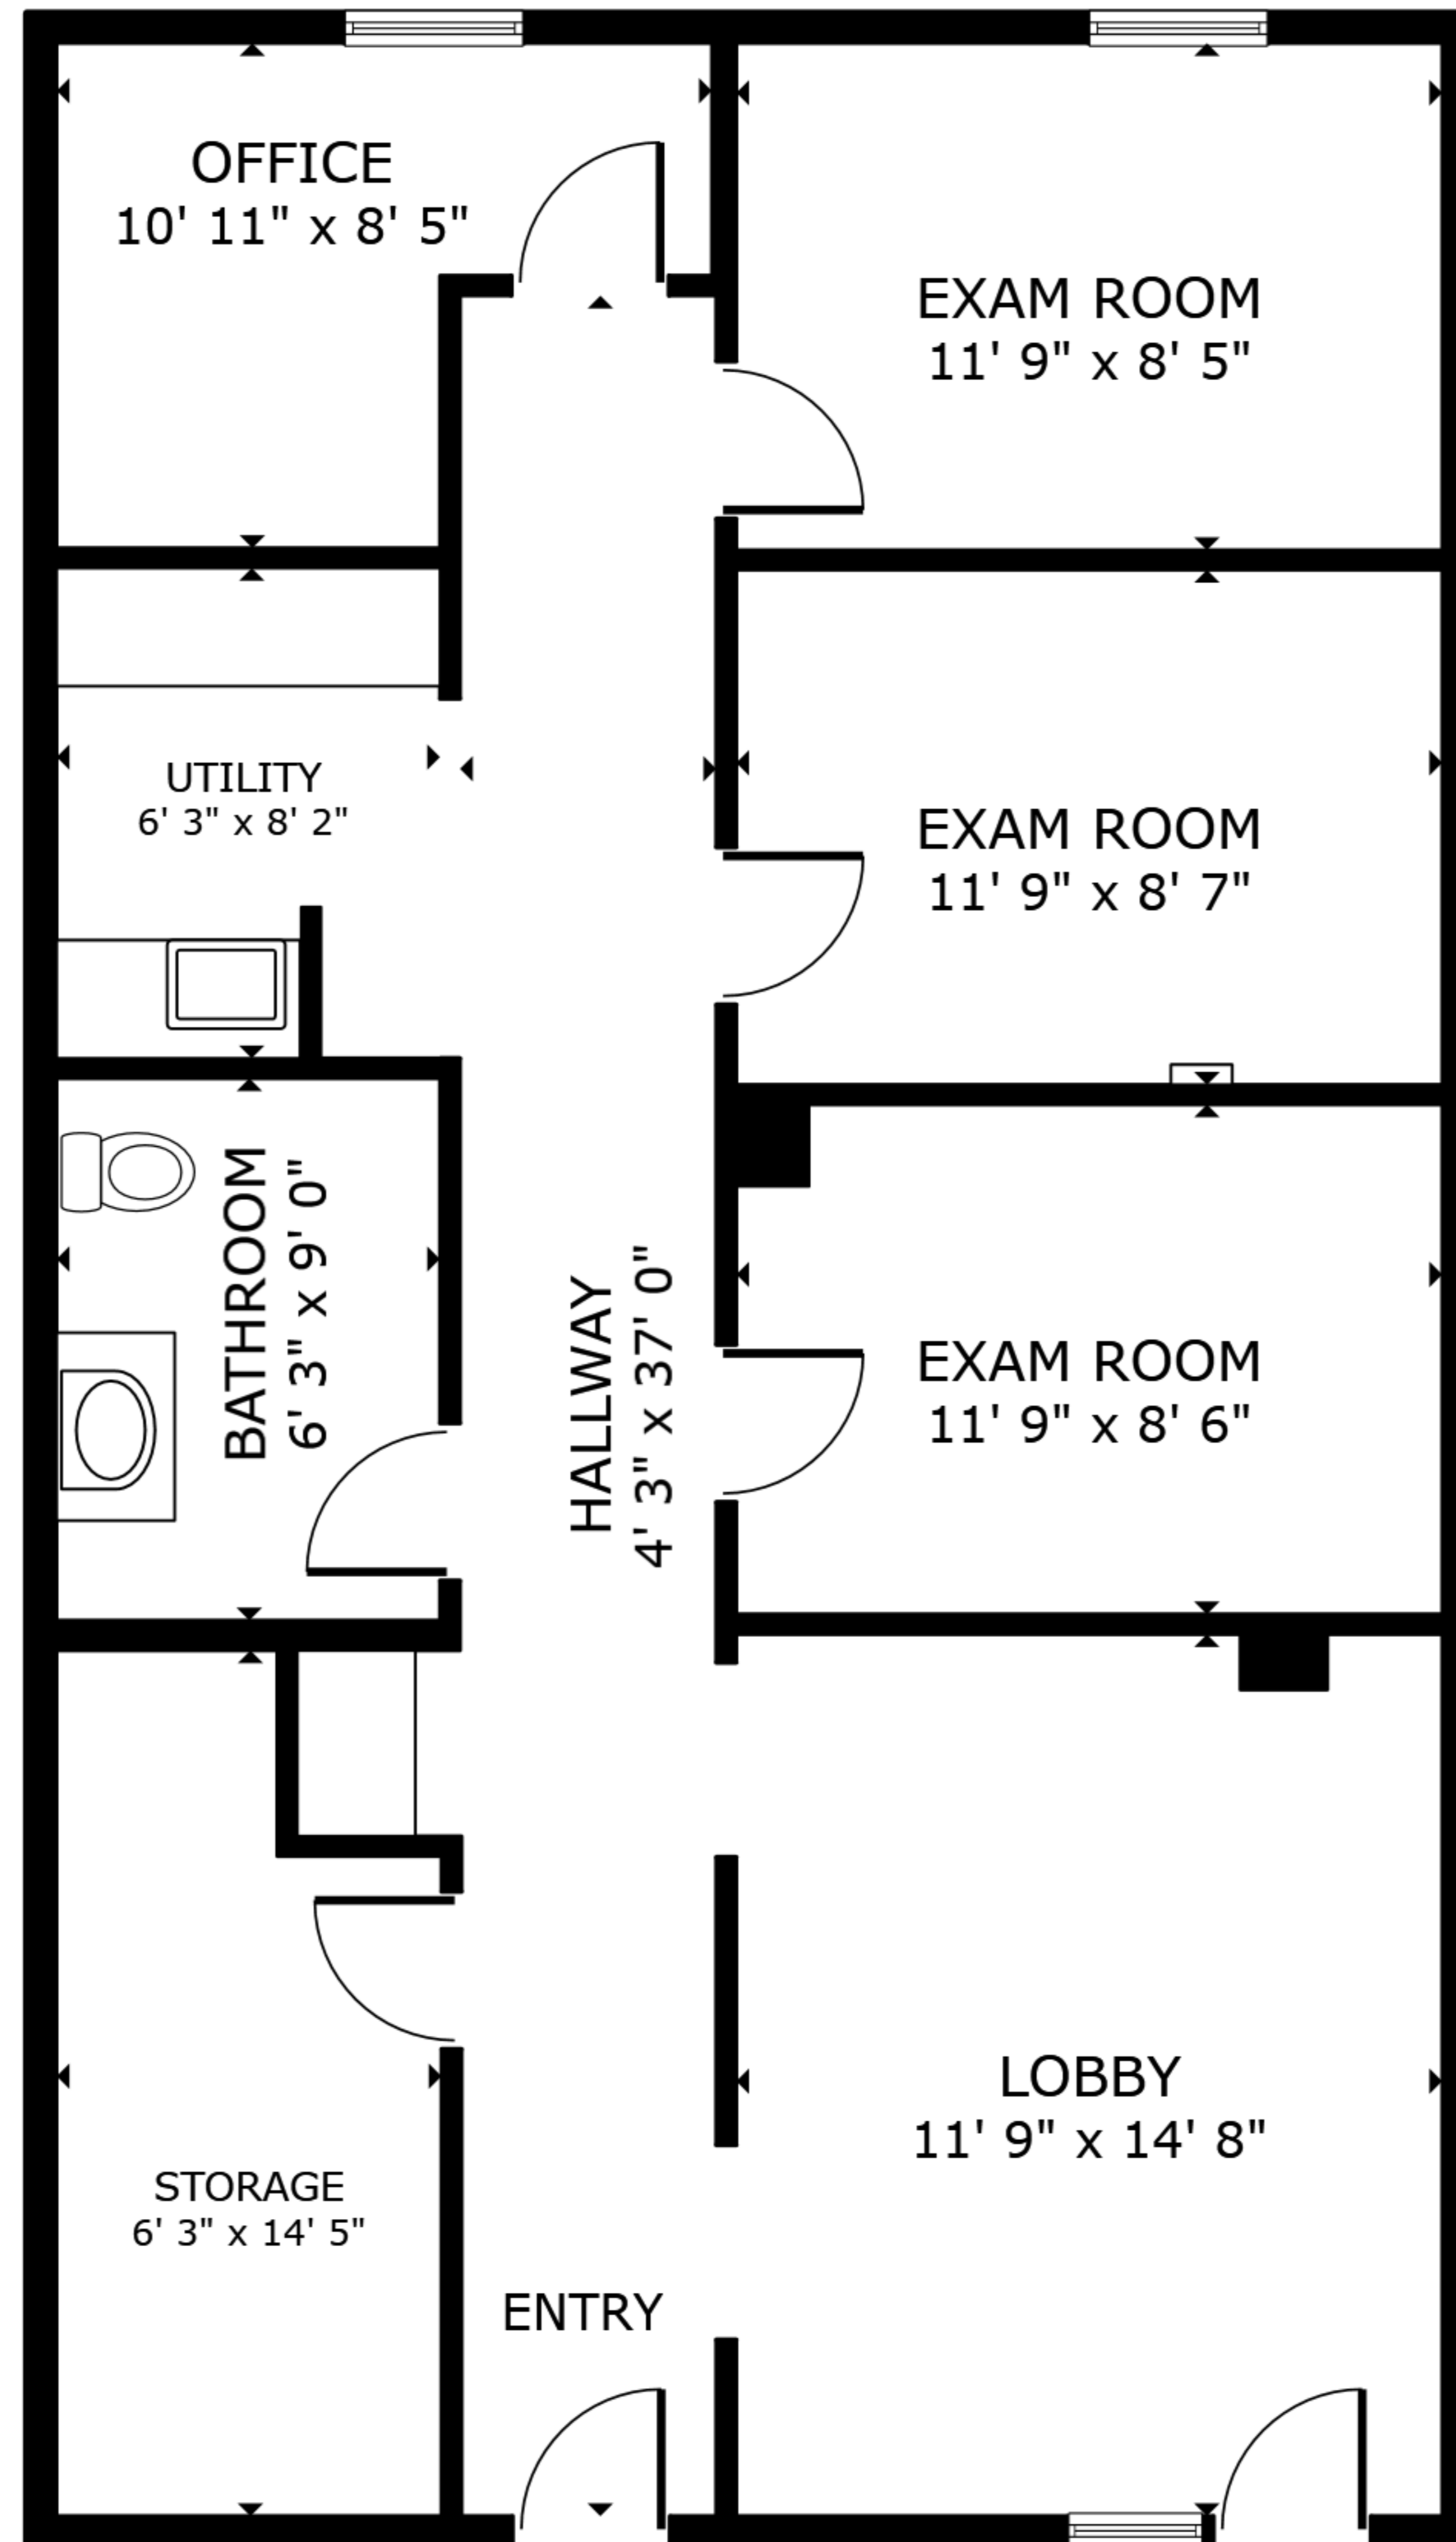 OFFICE
10' 11" x 8' 5"
EXAM ROOM
11' 9" x 8' 5"
UTILITY
6' 3" x 8' 2"
EXAM ROOM
11' 9" x 8' 7"
BATHROOM
6' 3" x 9' 0"
HALLWAY
4' 3" x 37' 0"
EXAM ROOM
11' 9" x 8' 6"
LOBBY
11' 9" x 14' 8"
STORAGE
6' 3" x 14' 5"
ENTRY